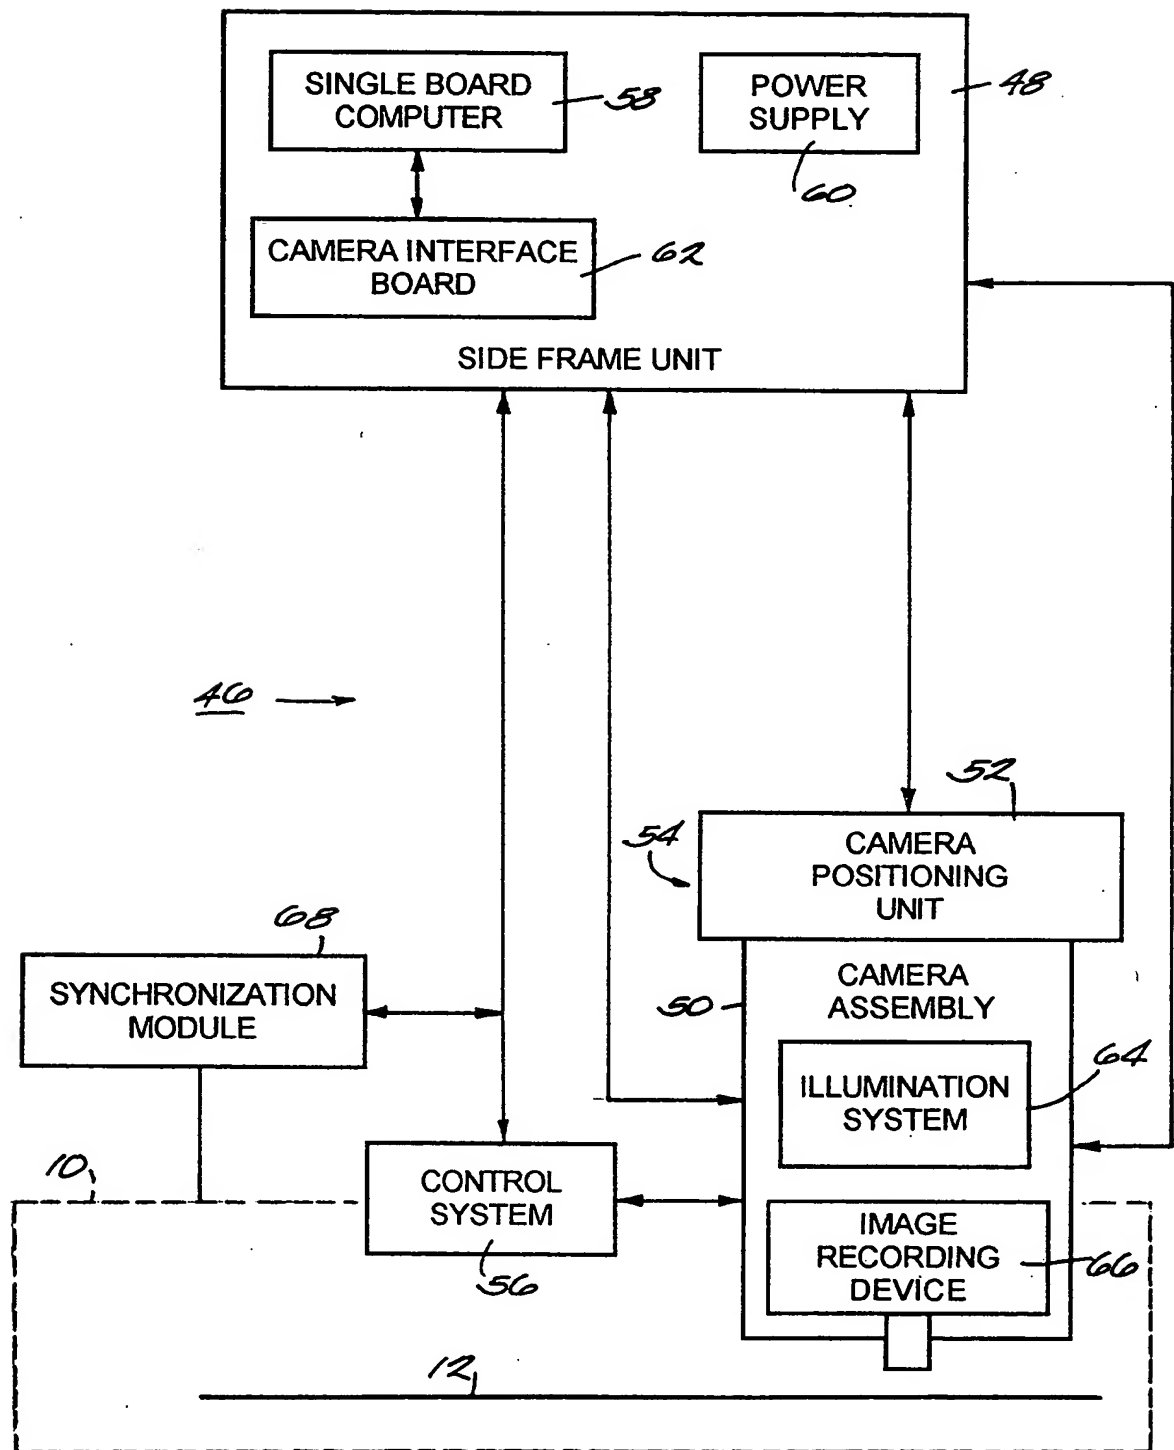 SINGLE BOARD
COMPUTER
58
POWER
SUPPLY
48
60
CAMERA INTERFACE
BOARD
62
SIDE FRAME UNIT
46
52
54
CAMERA
POSITIONING
UNIT
68
SYNCHRONIZATION
MODULE
50
CAMERA
ASSEMBLY
64
ILLUMINATION
SYSTEM
10
CONTROL
SYSTEM
56
IMAGE
RECORDING
DEVICE
66
12